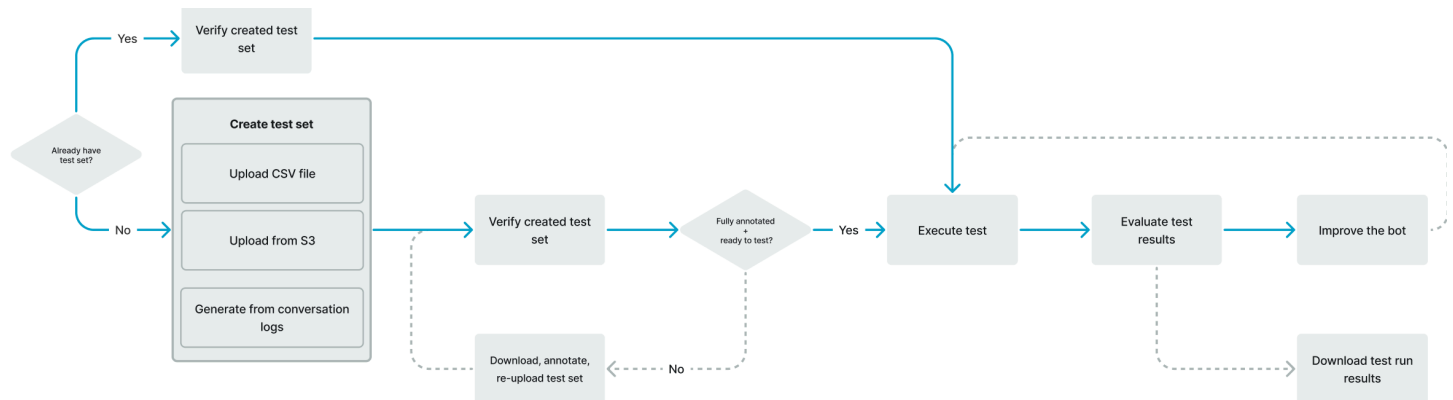 Yes
Verify created test
set
Already have
test set?
No
Create test set
Upload CSV file
Upload from S3
Generate from conversation
logs
Verify created test
set
Fully annotated
+
ready to test?
Yes
Execute test
Evaluate test
results
Improve the bot
Download, annotate,
re-upload test set
No
Download test run
results